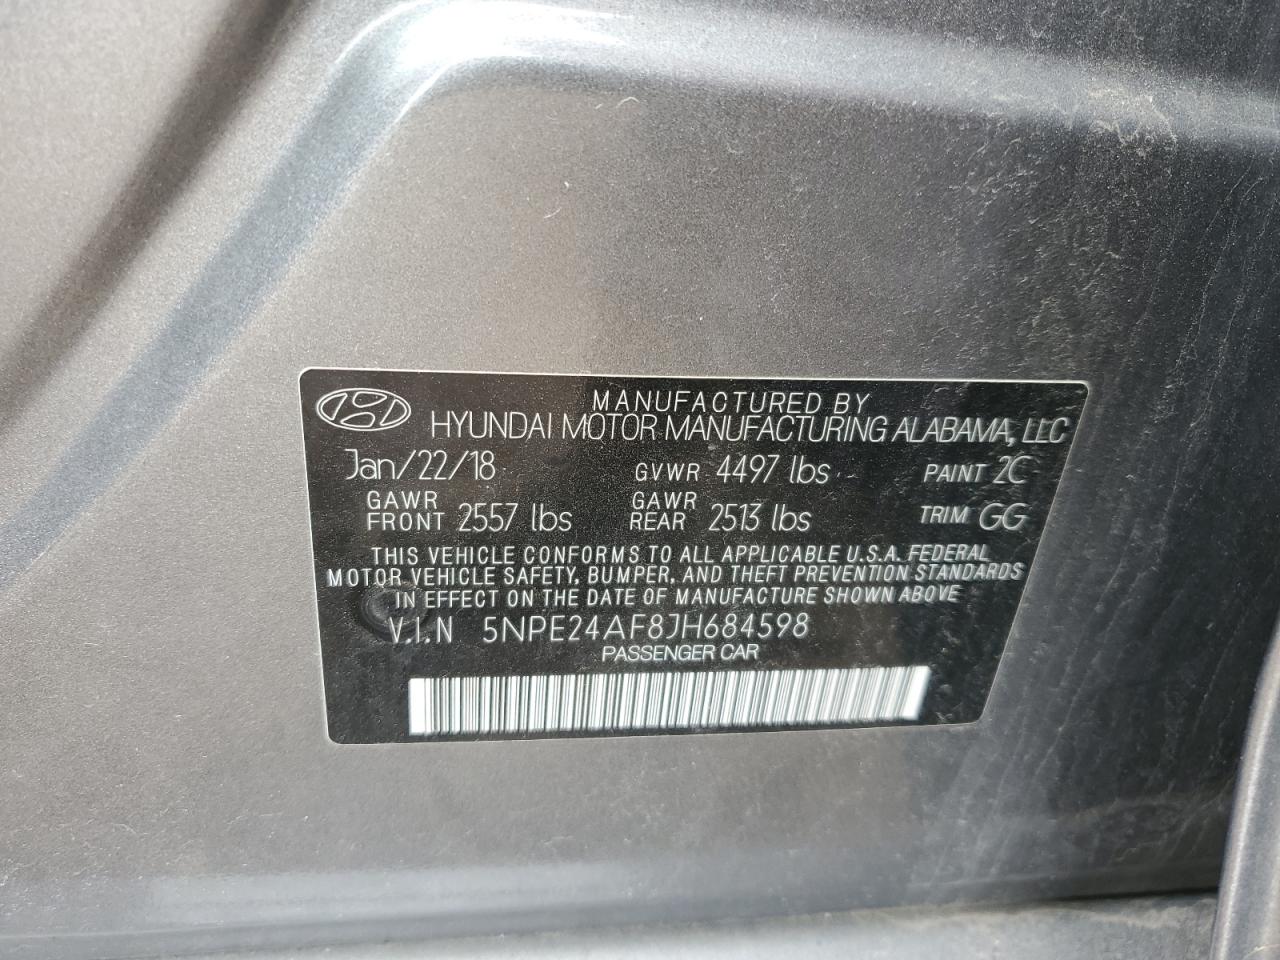 MANUFACTURED BY
HYUNDAI MOTOR MANUFACTURING ALABAMA, LLC
Jan/22/18 GVWR 4497 lbs PAINT 2C
GAWR FRONT 2557 lbs GAWR REAR 2513 lbs TRIM GG
THIS VEHICLE CONFORMS TO ALL APPLICABLE U.S.A. FEDERAL
MOTOR VEHICLE SAFETY, BUMPER, AND THEFT PREVENTION STANDARDS
IN EFFECT ON THE DATE OF MANUFACTURE SHOWN ABOVE
V.I.N 5NPE24AF8JH684598
PASSENGER CAR